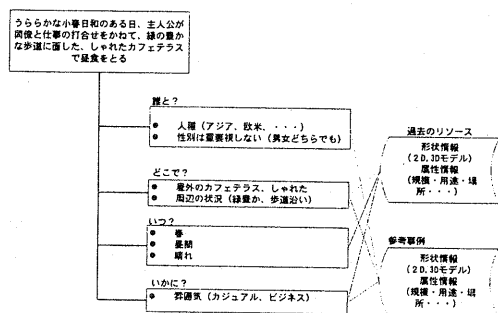 うららかな小春日和のある日、主人公が
同僚と仕事の打合せをかねて、緑の豊か
な歩道に面した、しゃれたカフェテラス
で昼食をとる
誰と?
● 人種(アジア、欧米、・・・)
● 性別は重要視しない(男女どちらでも)
どこで?
● 屋外のカフェテラス、しゃれた
● 周辺の状況(緑豊か、歩道沿い)
いつ?
● 春
● 昼間
● 晴れ
いかに?
● 雰囲気(カジュアル、ビジネス)
過去のリソース
形状情報
(2D,3Dモデル)
属性情報
(規模・用途・場
所・・・)
参考事例
形状情報
(2D,3Dモデル)
属性情報
(規模・用途・場
所・・・)